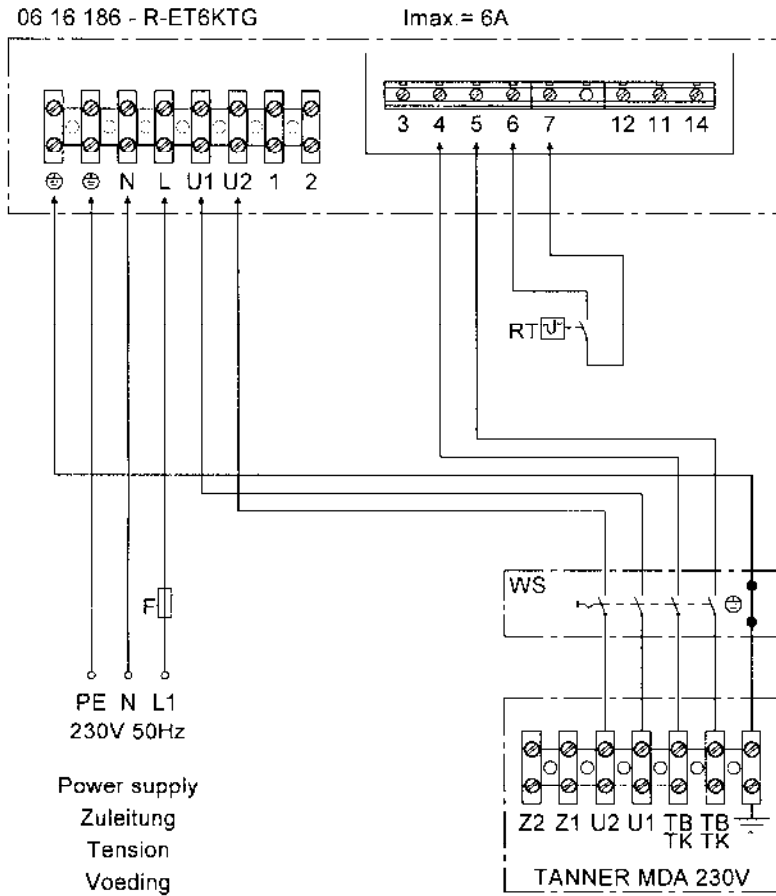 06 16 186 - R-ET6KTG
Imax.= 6A
3 4 5 6 7 12 11 14
N L U1 U2 1 2
RT
WS
F
PE N L1
230V 50Hz
Power supply
Zuleitung
Tension
Voeding
Z2 Z1 U2 U1 TB TB
TK TK
TANNER MDA 230V